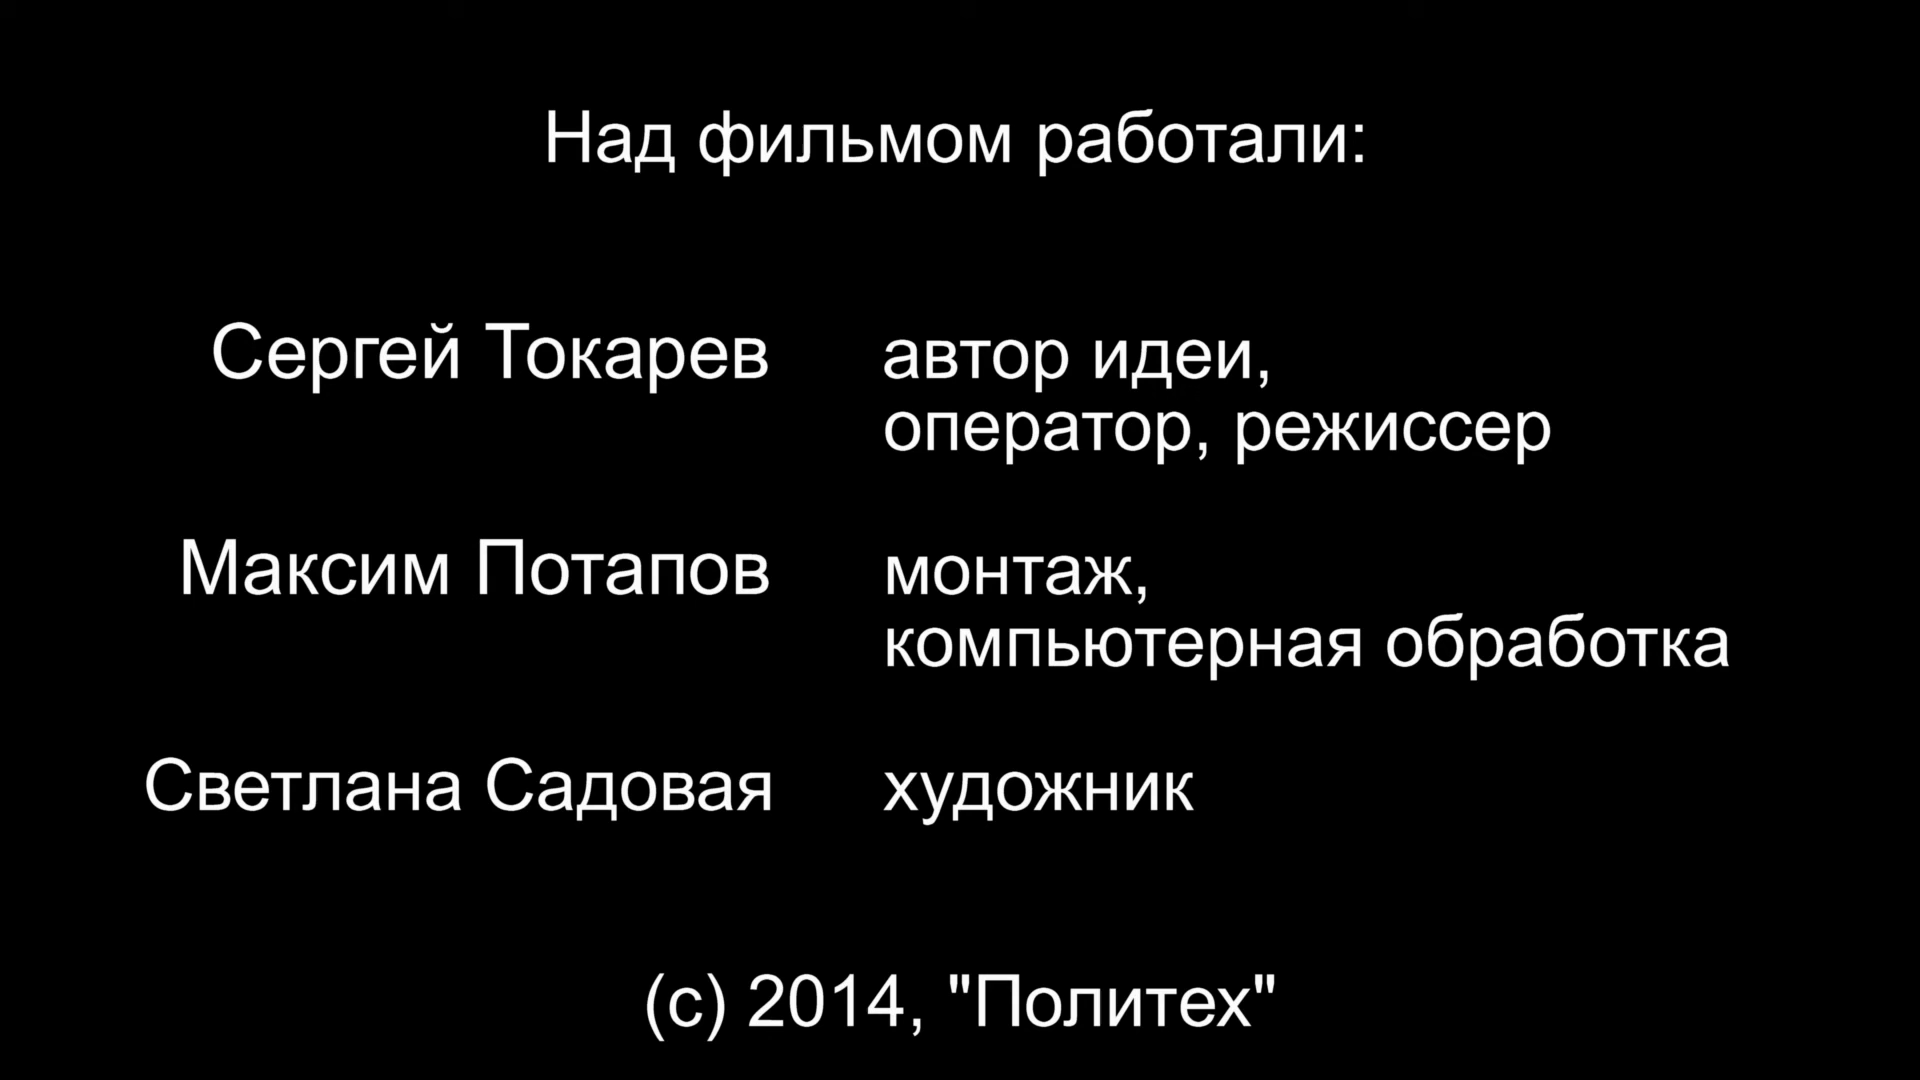 Над фильмом работали:
Сергей Токарев автор идеи,
оператор, режиссер
Максим Потапов монтаж,
компьютерная обработка
Светлана Садовая художник
(с) 2014, "Политех"